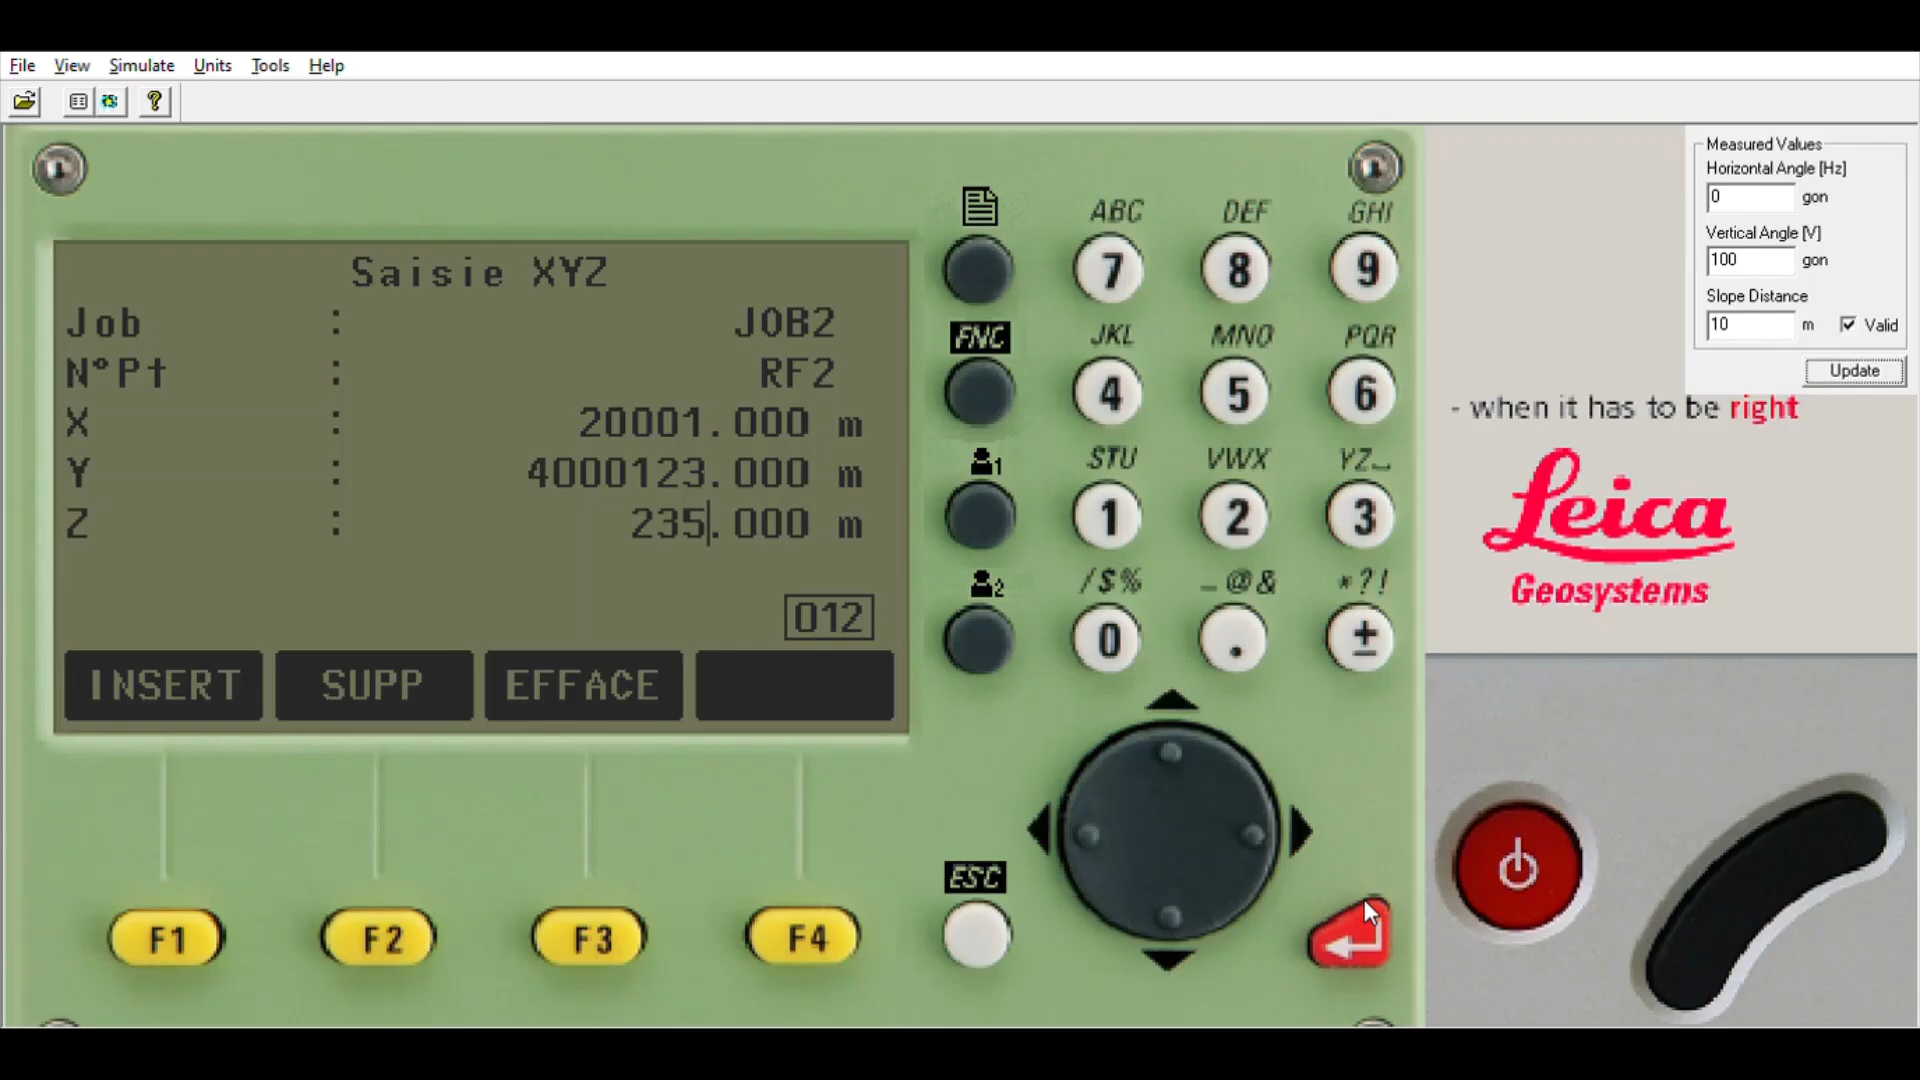 File View Simulate Units Tools Help
Saisie XYZ
Job : JOB2
N°Pt : RF2
X : 20001.000 m
Y : 4000123.000 m
Z : 235.000 m
012
INSERT SUPP EFFACE
F1 F2 F3 F4
FNC
1
2
ESC
ABC DEF GHI
7 8 9
JKL MNO PQR
4 5 6
STU VWX YZ
1 2 3
/$% _@& *?!
0 . ±
Measured Values
Horizontal Angle [Hz]
0 gon
Vertical Angle [V]
100 gon
Slope Distance
10 m Valid
Update
- when it has to be right
Leica
Geosystems